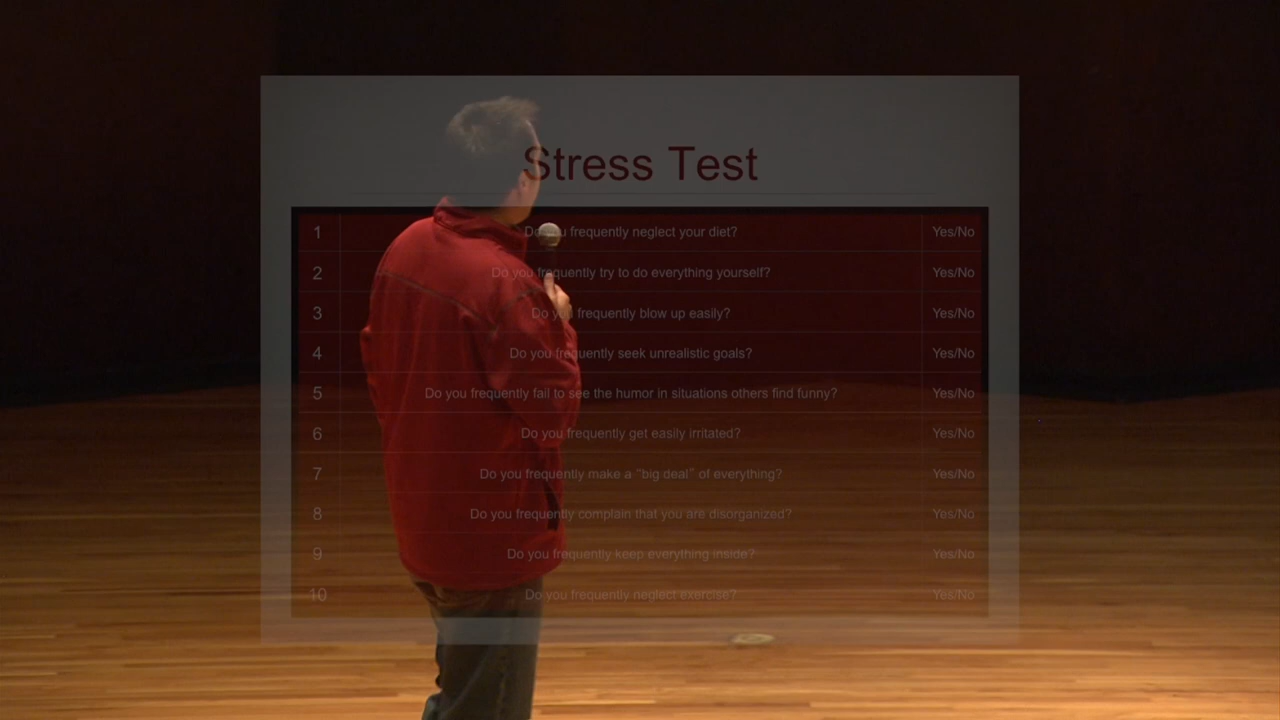 Stress Test
1 Do you frequently neglect your diet? Yes/No
2 Do you frequently try to do everything yourself? Yes/No
3 Do you frequently blow up easily? Yes/No
4 Do you frequently seek unrealistic goals? Yes/No
5 Do you frequently fail to see the humor in situations others find funny? Yes/No
6 Do you frequently get easily irritated? Yes/No
7 Do you frequently make a "big deal" of everything? Yes/No
8 Do you frequently complain that you are disorganized? Yes/No
9 Do you frequently keep everything inside? Yes/No
10 Do you frequently neglect exercise? Yes/No